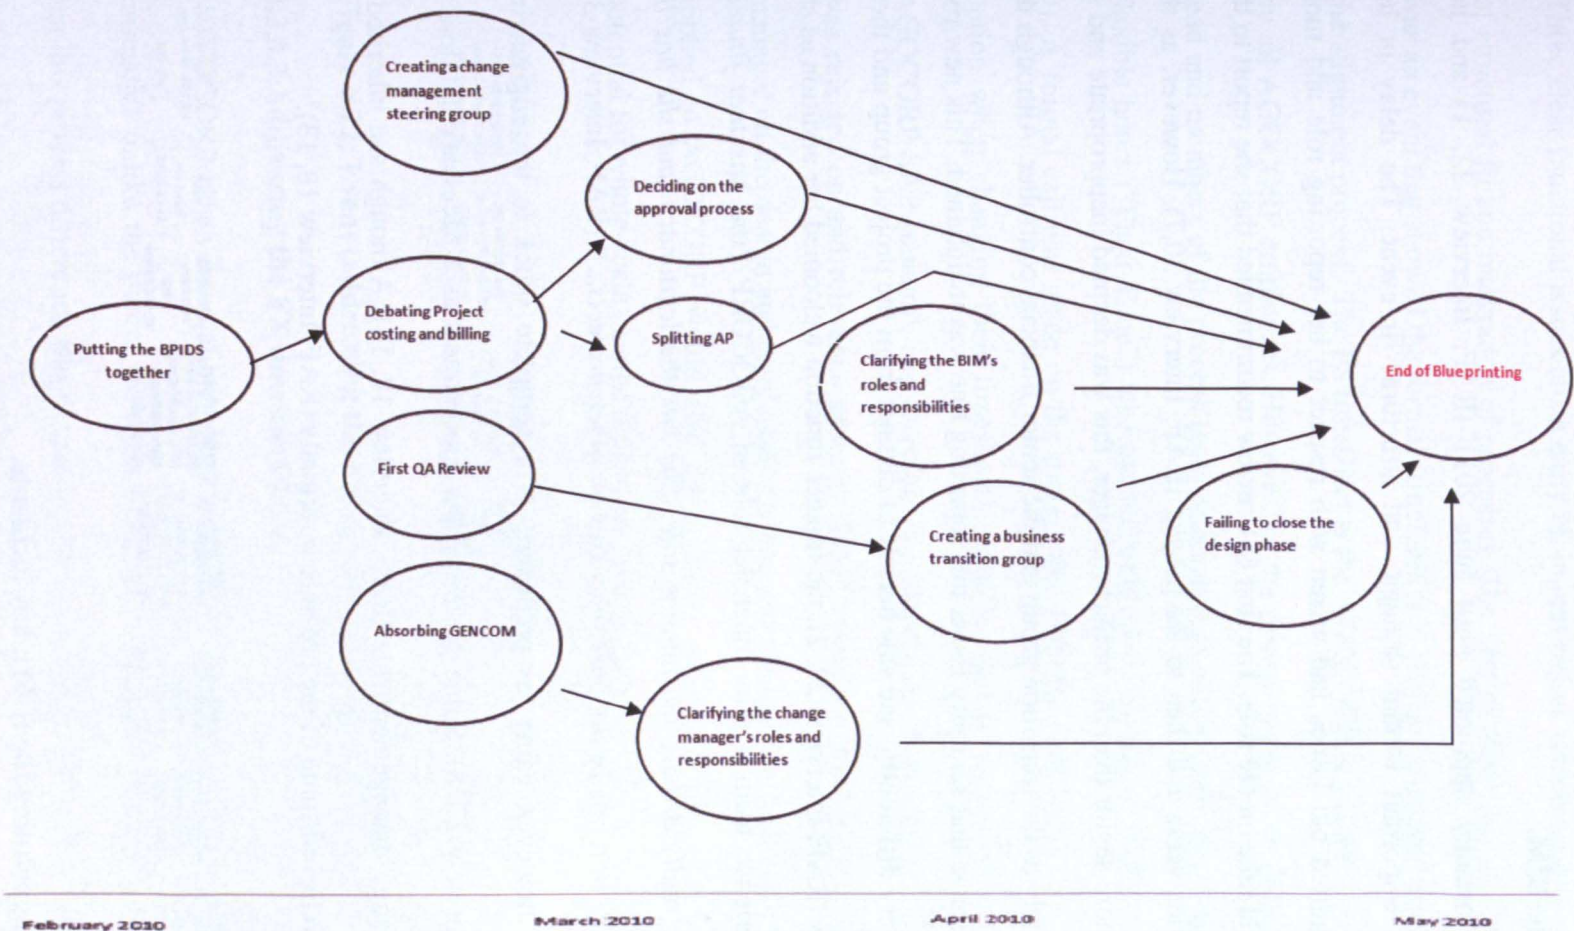 Creating a change
management
steering group
Deciding on the
approval process
Debating Project
costing and billing
Splitting AP
Putting the BPIDS
together
Clarifying the BIM's
roles and
responsibilities
End of Blueprinting
First QA Review
Creating a business
transition group
Failing to close the
design phase
Absorbing GENCOM
Clarifying the change
manager's roles and
responsibilities
February 2010
March 2010
April 2010
May 2010